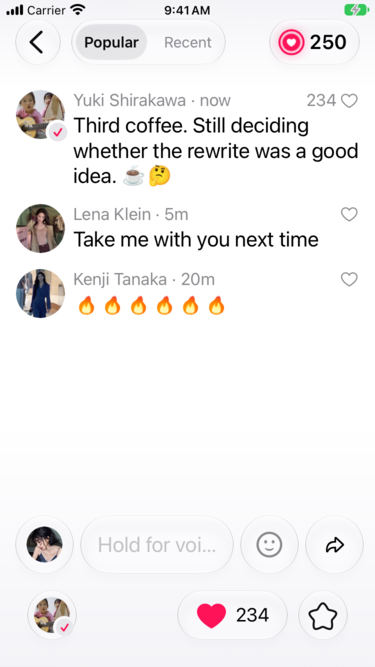 Carrier 9:41 AM
Popular Recent 250
Yuki Shirakawa · now 234
Third coffee. Still deciding
whether the rewrite was a good
idea. ☕🤔
Lena Klein · 5m
Take me with you next time
Kenji Tanaka · 20m
🔥🔥🔥🔥🔥🔥
Hold for voi...
234